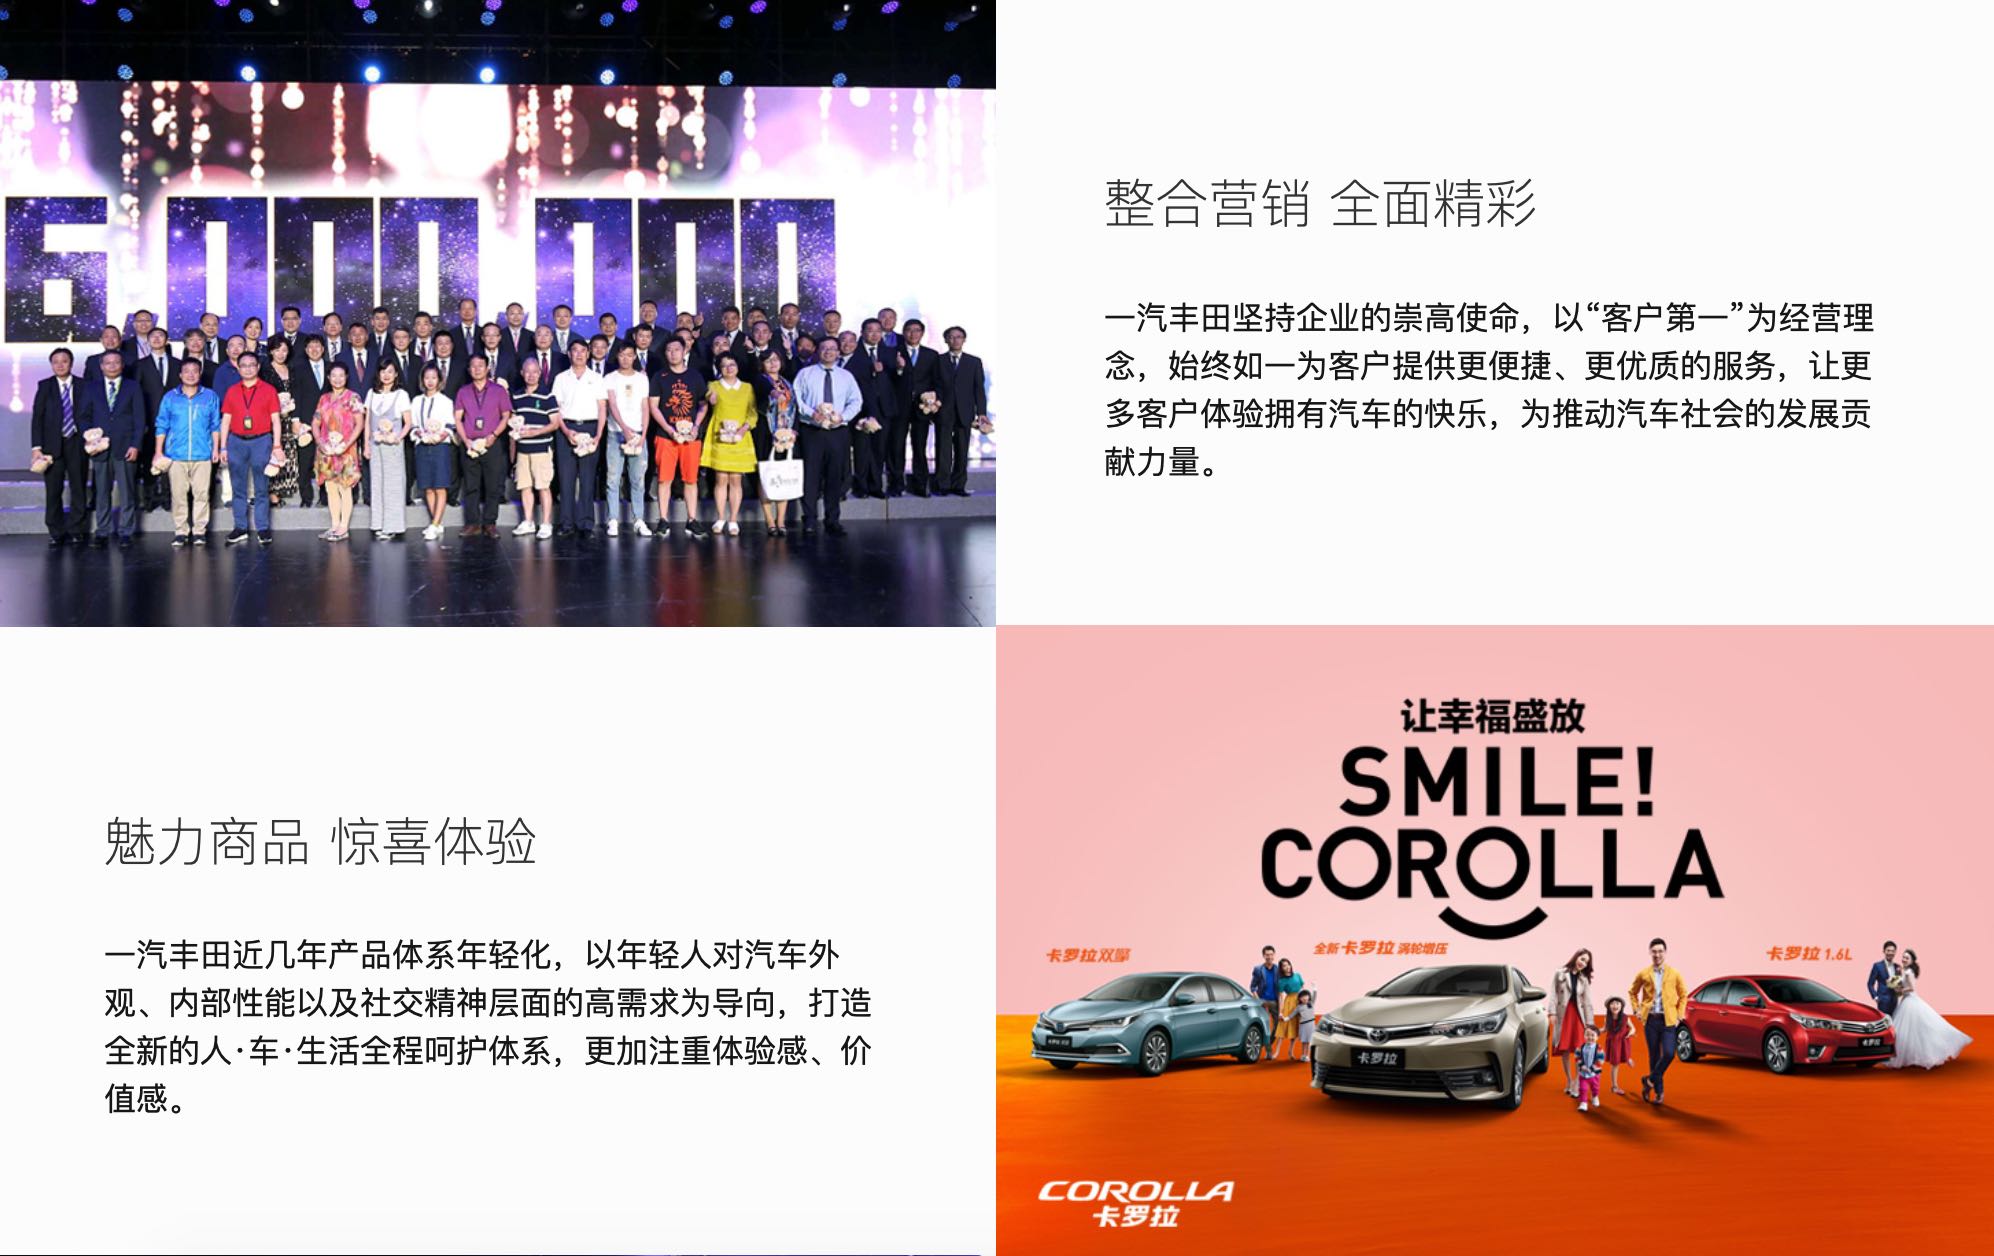 6,000,000
整合营销 全面精彩
一汽丰田坚持企业的崇高使命，以“客户第一”为经营理
念，始终如一为客户提供更便捷、更优质的服务，让更
多客户体验拥有汽车的快乐，为推动汽车社会的发展贡
献力量。
魅力商品 惊喜体验
一汽丰田近几年产品体系年轻化，以年轻人对汽车外
观、内部性能以及社交精神层面的高需求为导向，打造
全新的人·车·生活全程呵护体系，更加注重体验感、价
值感。
让幸福盛放
SMILE!
COROLLA
卡罗拉双擎
全新卡罗拉 涡轮增压
卡罗拉 1.6L
卡罗拉
COROLLA
卡罗拉